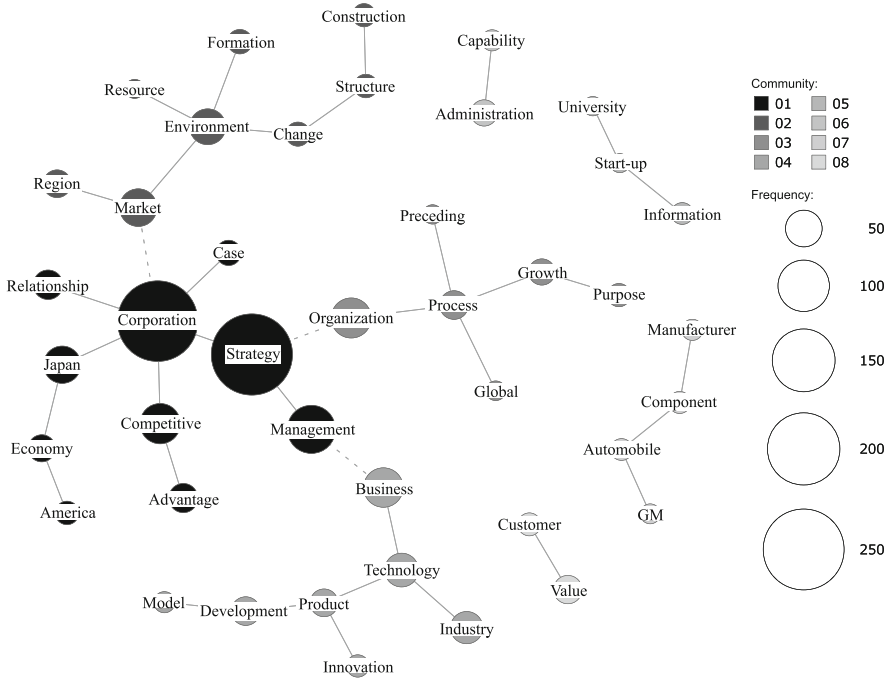 Construction
Formation
Capability
Resource
Structure
Community:
01 05
02 06
03 07
04 08
University
Administration
Environment
Change
Start-up
Region
Market
Frequency:
Preceding
Information
50
Case
Relationship
Growth
100
Process
Purpose
Corporation
Organization
Manufacturer
Strategy
150
Japan
Global
Component
Competitive
Management
Economy
Automobile
200
Business
Advantage
America
GM
Customer
250
Technology
Value
Model
Development
Product
Industry
Innovation